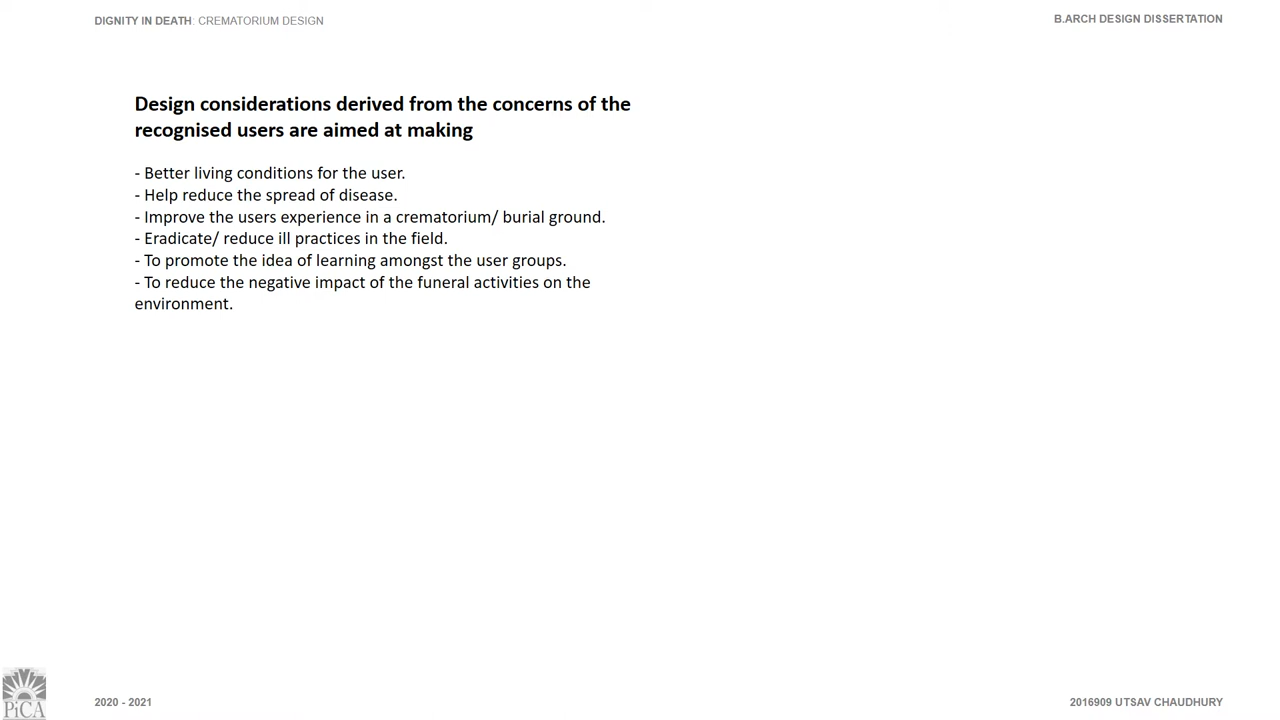 DIGNITY IN DEATH: CREMATORIUM DESIGN
B.ARCH DESIGN DISSERTATION
Design considerations derived from the concerns of the
recognised users are aimed at making
- Better living conditions for the user.
- Help reduce the spread of disease.
- Improve the users experience in a crematorium/ burial ground.
- Eradicate/ reduce ill practices in the field.
- To promote the idea of learning amongst the user groups.
- To reduce the negative impact of the funeral activities on the
environment.
PiCA
2020 - 2021
2016909 UTSAV CHAUDHURY